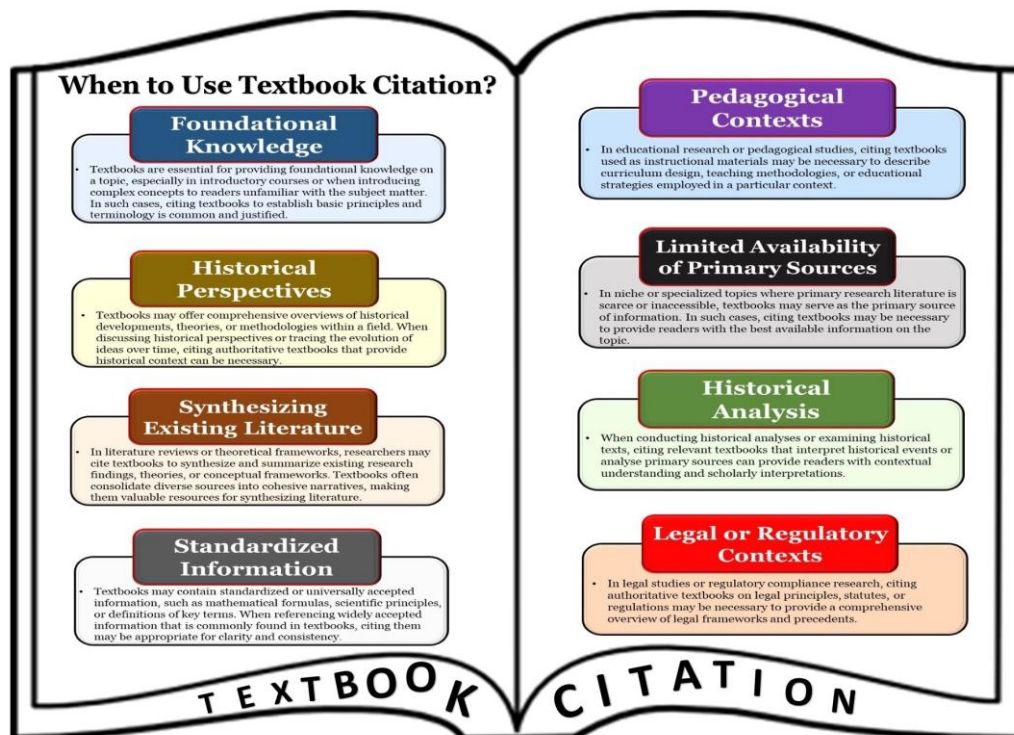 When to Use Textbook Citation?
Foundational
Knowledge
• Textbooks are essential for providing foundational knowledge on
a topic, especially in introductory courses or when introducing
complex concepts to readers unfamiliar with the subject matter.
In such cases, citing textbooks to establish basic principles and
terminology is common and justified.
Historical
Perspectives
• Textbooks may offer comprehensive overviews of historical
developments, theories, or methodologies within a field. When
discussing historical perspectives or tracing the evolution of
ideas over time, citing authoritative textbooks that provide
historical context can be necessary.
Synthesizing
Existing Literature
• In literature reviews or theoretical frameworks, researchers may
cite textbooks to synthesize and summarize existing research
findings, theories, or conceptual frameworks. Textbooks often
consolidate diverse sources into cohesive narratives, making
them valuable resources for synthesizing literature.
Standardized
Information
• Textbooks may contain standardized or universally accepted
information, such as mathematical formulas, scientific principles,
or definitions of key terms. When referencing widely accepted
information that is commonly found in textbooks, citing them
may be appropriate for clarity and consistency.
Pedagogical
Contexts
• In educational research or pedagogical studies, citing textbooks
used as instructional materials may be necessary to describe
curriculum design, teaching methodologies, or educational
strategies employed in a particular context.
Limited Availability
of Primary Sources
• In niche or specialized topics where primary research literature is
scarce or inaccessible, textbooks may serve as the primary source
of information. In such cases, citing textbooks may be necessary
to provide readers with the best available information on the
topic.
Historical
Analysis
• When conducting historical analyses or examining historical
texts, citing relevant textbooks that interpret historical events or
analyse primary sources can provide readers with contextual
understanding and scholarly interpretations.
Legal or Regulatory
Contexts
• In legal studies or regulatory compliance research, citing
authoritative textbooks on legal principles, statutes, or
regulations may be necessary to provide a comprehensive
overview of legal frameworks and precedents.
TEXTBOOK CITATION